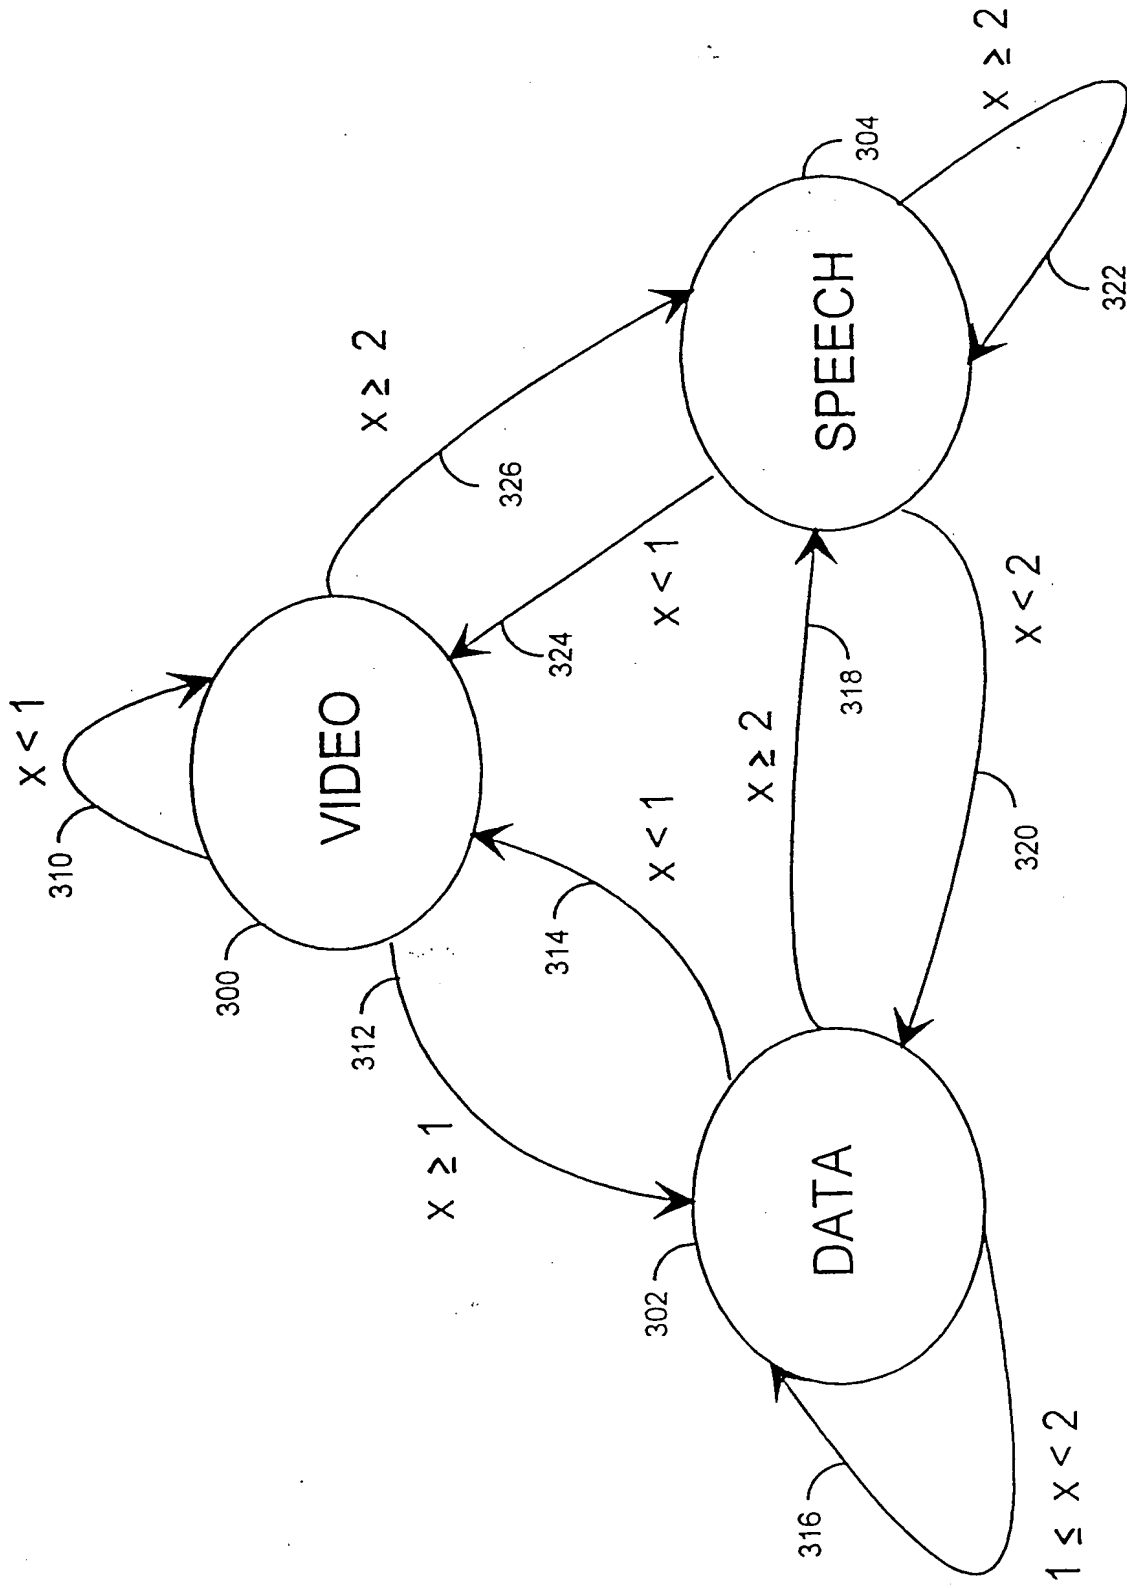 X < 1
310
300
VIDEO
X ≥ 2
326
312
314
324
X ≥ 1
X < 1
X < 1
302
DATA
X ≥ 2
318
SPEECH
304
316
320
X < 2
X ≥ 2
322
1 ≤ X < 2